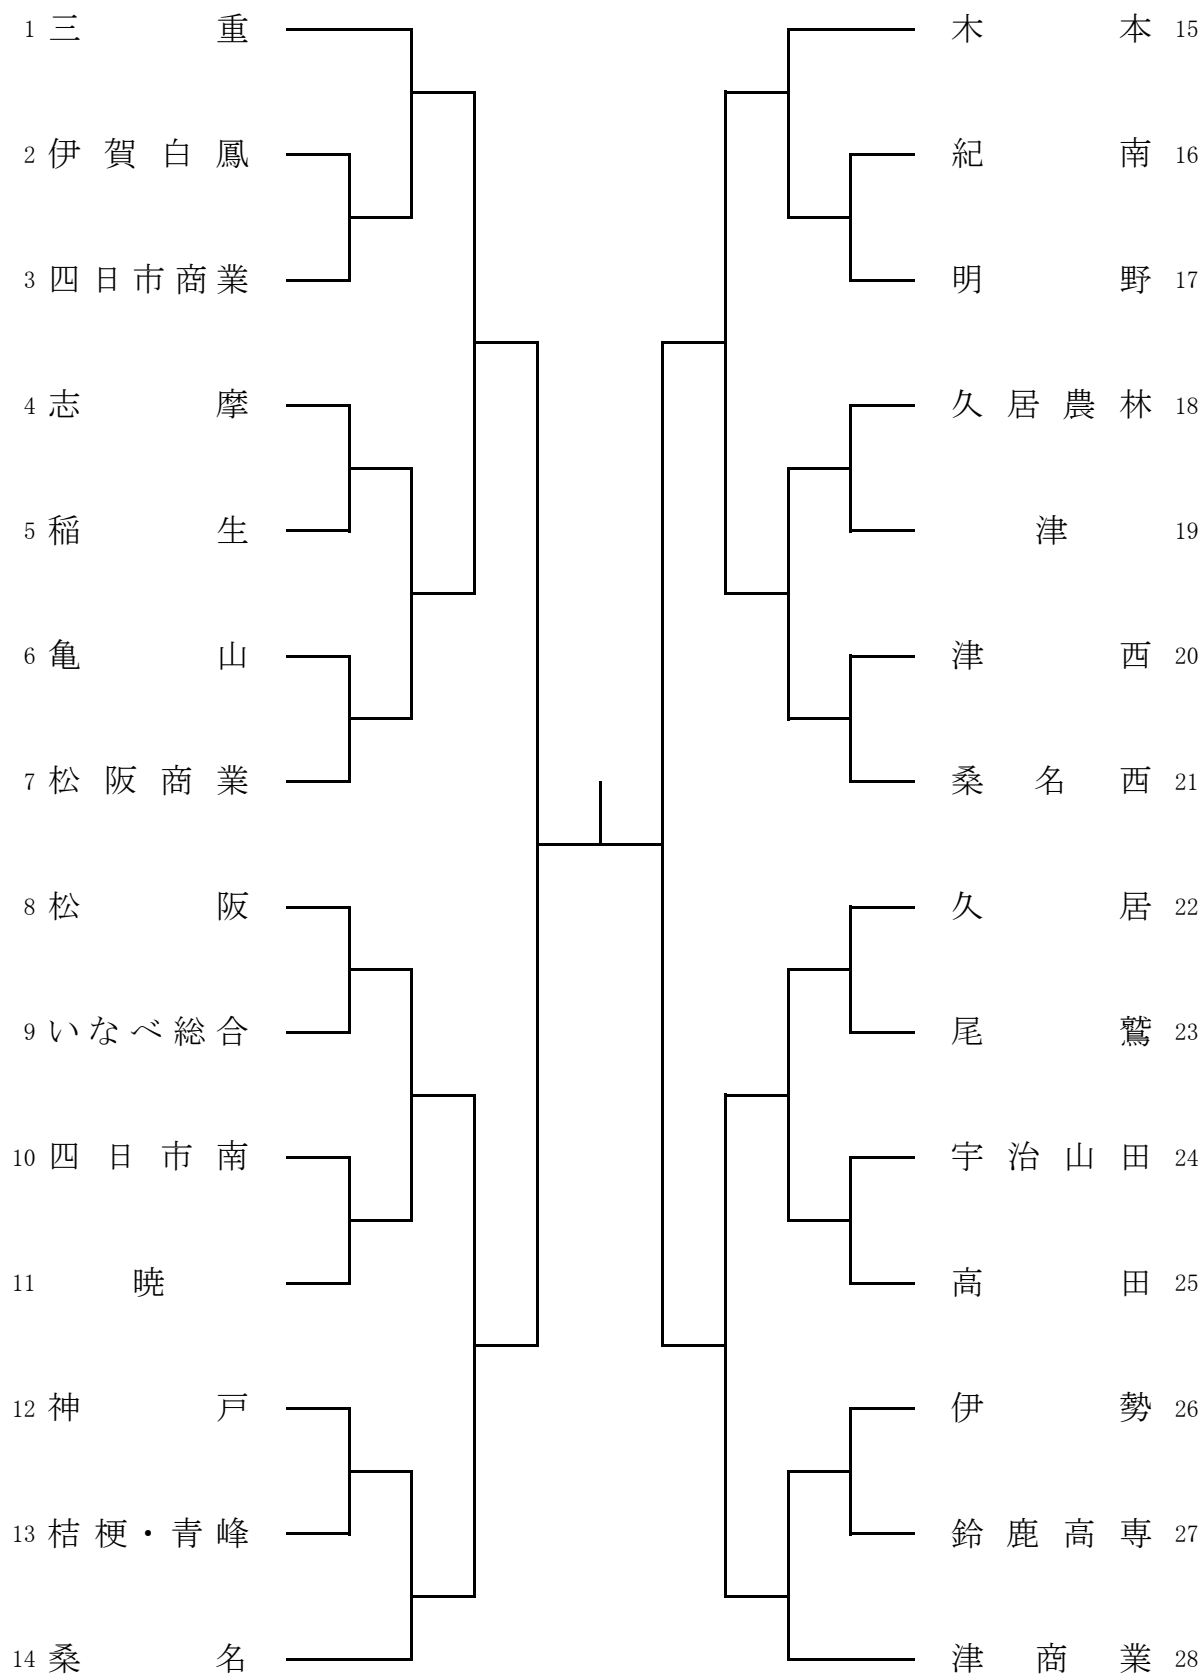 1 三重
2 伊賀白鳳
3 四日市商業
4 志摩
5 稲生
6 亀山
7 松阪商業
8 松阪
9 いなべ総合
10 四日市南
11 暁
12 神戸
13 桔梗・青峰
14 桑名
木本 15
紀南 16
明野 17
久居農林 18
津 19
津西 20
桑名西 21
久居 22
尾鷲 23
宇治山田 24
高田 25
伊勢 26
鈴鹿高専 27
津商業 28